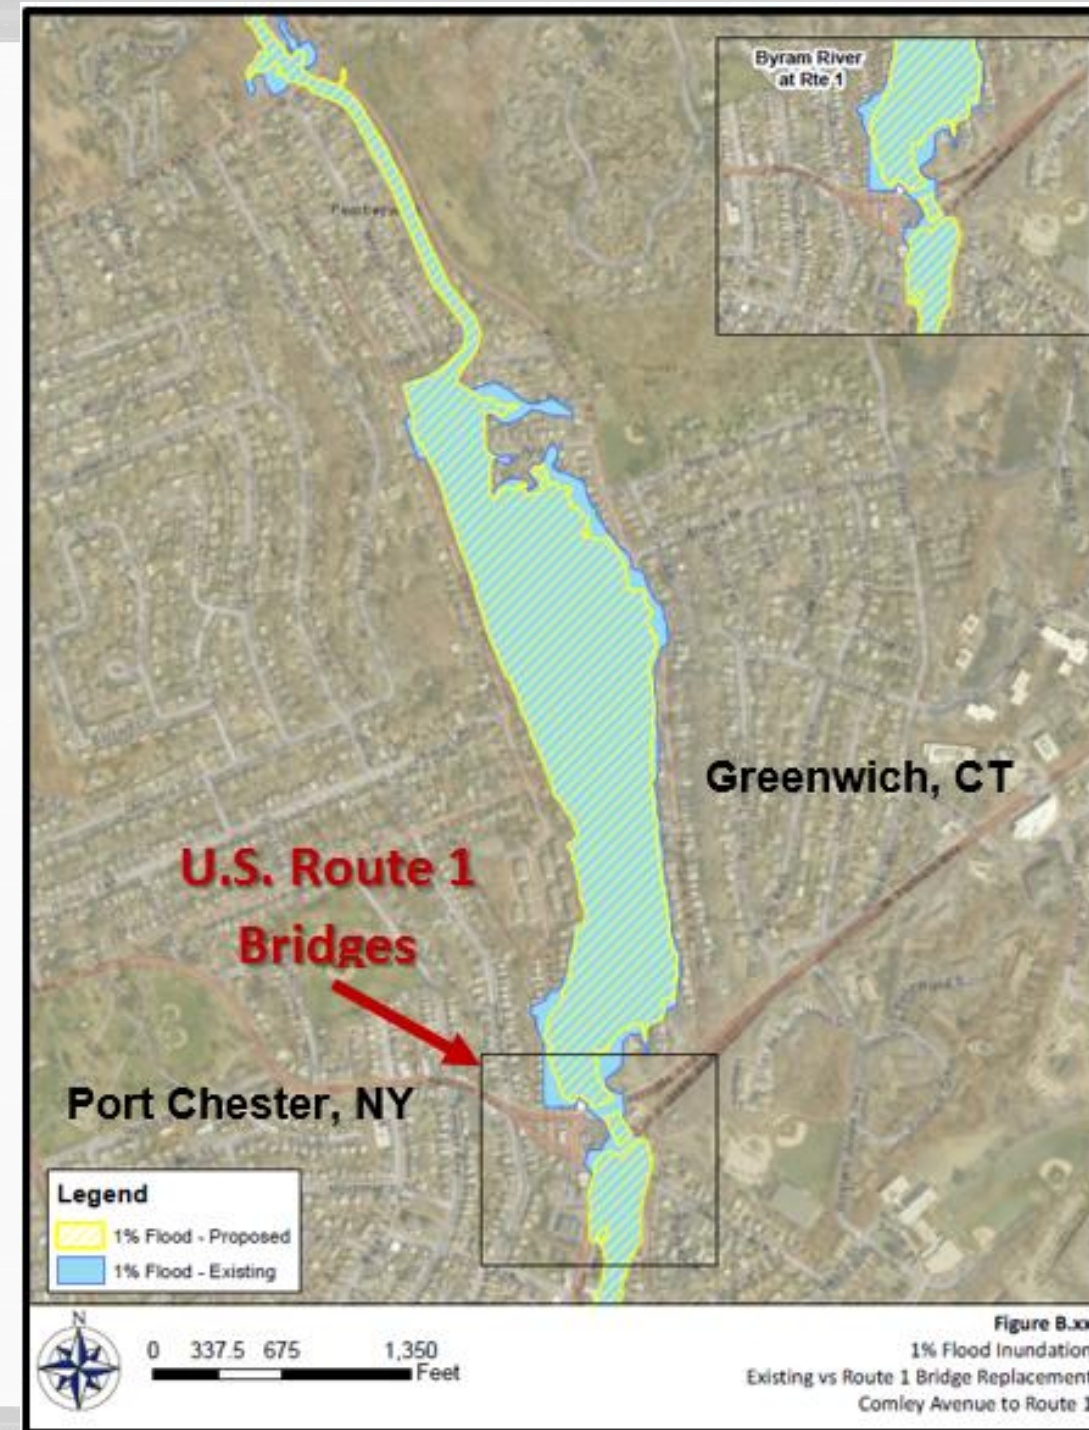 Byram River
at Rte 1
Greenwich, CT
U.S. Route 1
Bridges
Port Chester, NY
Legend
1% Flood - Proposed
1% Flood - Existing
N
0 337.5 675 1,350
Feet
Figure B.xx
1% Flood Inundation
Existing vs Route 1 Bridge Replacement
Comley Avenue to Route 1